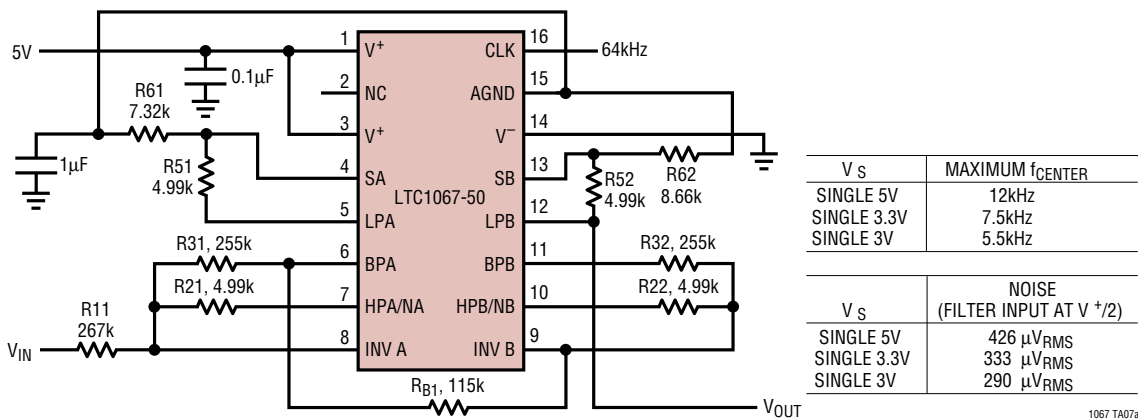 5V
0.1μF
R61
7.32k
1μF
R51
4.99k
R31, 255k
R21, 4.99k
R11
267k
VIN
1
V+
2
NC
3
V+
4
SA
5
LPA
6
BPA
7
HPA/NA
8
INV A
LTC1067-50
16
CLK
64kHz
15
AGND
14
V–
13
SB
12
LPB
11
BPB
10
HPB/NB
9
INV B
R52
4.99k
R62
8.66k
R32, 255k
R22, 4.99k
RB1, 115k
VOUT
VS MAXIMUM fCENTER
SINGLE 5V 12kHz
SINGLE 3.3V 7.5kHz
SINGLE 3V 5.5kHz
NOISE
VS (FILTER INPUT AT V+/2)
SINGLE 5V 426 μVRMS
SINGLE 3.3V 333 μVRMS
SINGLE 3V 290 μVRMS
1067 TA07a